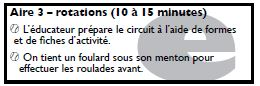 Aire 3 – rotations (10 à 15 minutes)
L'éducateur prépare le circuit à l'aide de formes
et de fiches d'activité.
On tient un foulard sous son menton pour
effectuer les roulades avant.
e